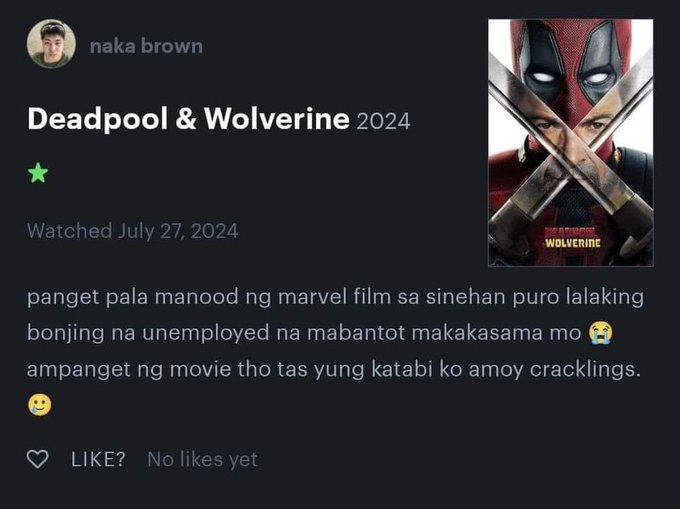 naka brown
Deadpool & Wolverine 2024
Watched July 27, 2024
DEADPOOL
WOLVERINE
panget pala manood ng marvel film sa sinehan puro lalaking
bonjing na unemployed na mabantot makakasama mo 😭
ampanget ng movie tho tas yung katabi ko amoy cracklings.
🥲
LIKE? No likes yet